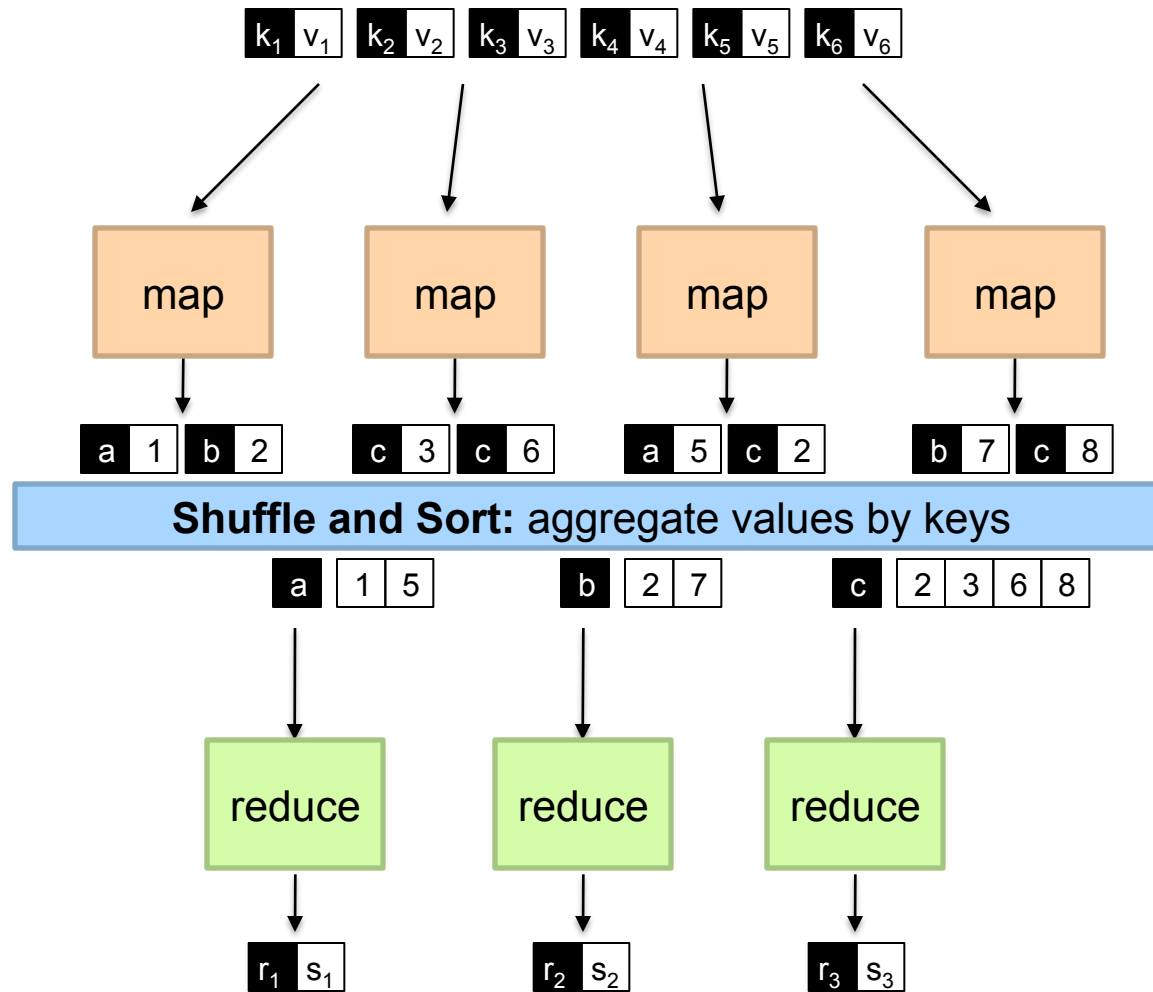 k₁ v₁ k₂ v₂ k₃ v₃ k₄ v₄ k₅ v₅ k₆ v₆
map map map map
a 1 b 2 c 3 c 6 a 5 c 2 b 7 c 8
Shuffle and Sort: aggregate values by keys
a 1 5 b 2 7 c 2 3 6 8
reduce reduce reduce
r₁ s₁ r₂ s₂ r₃ s₃